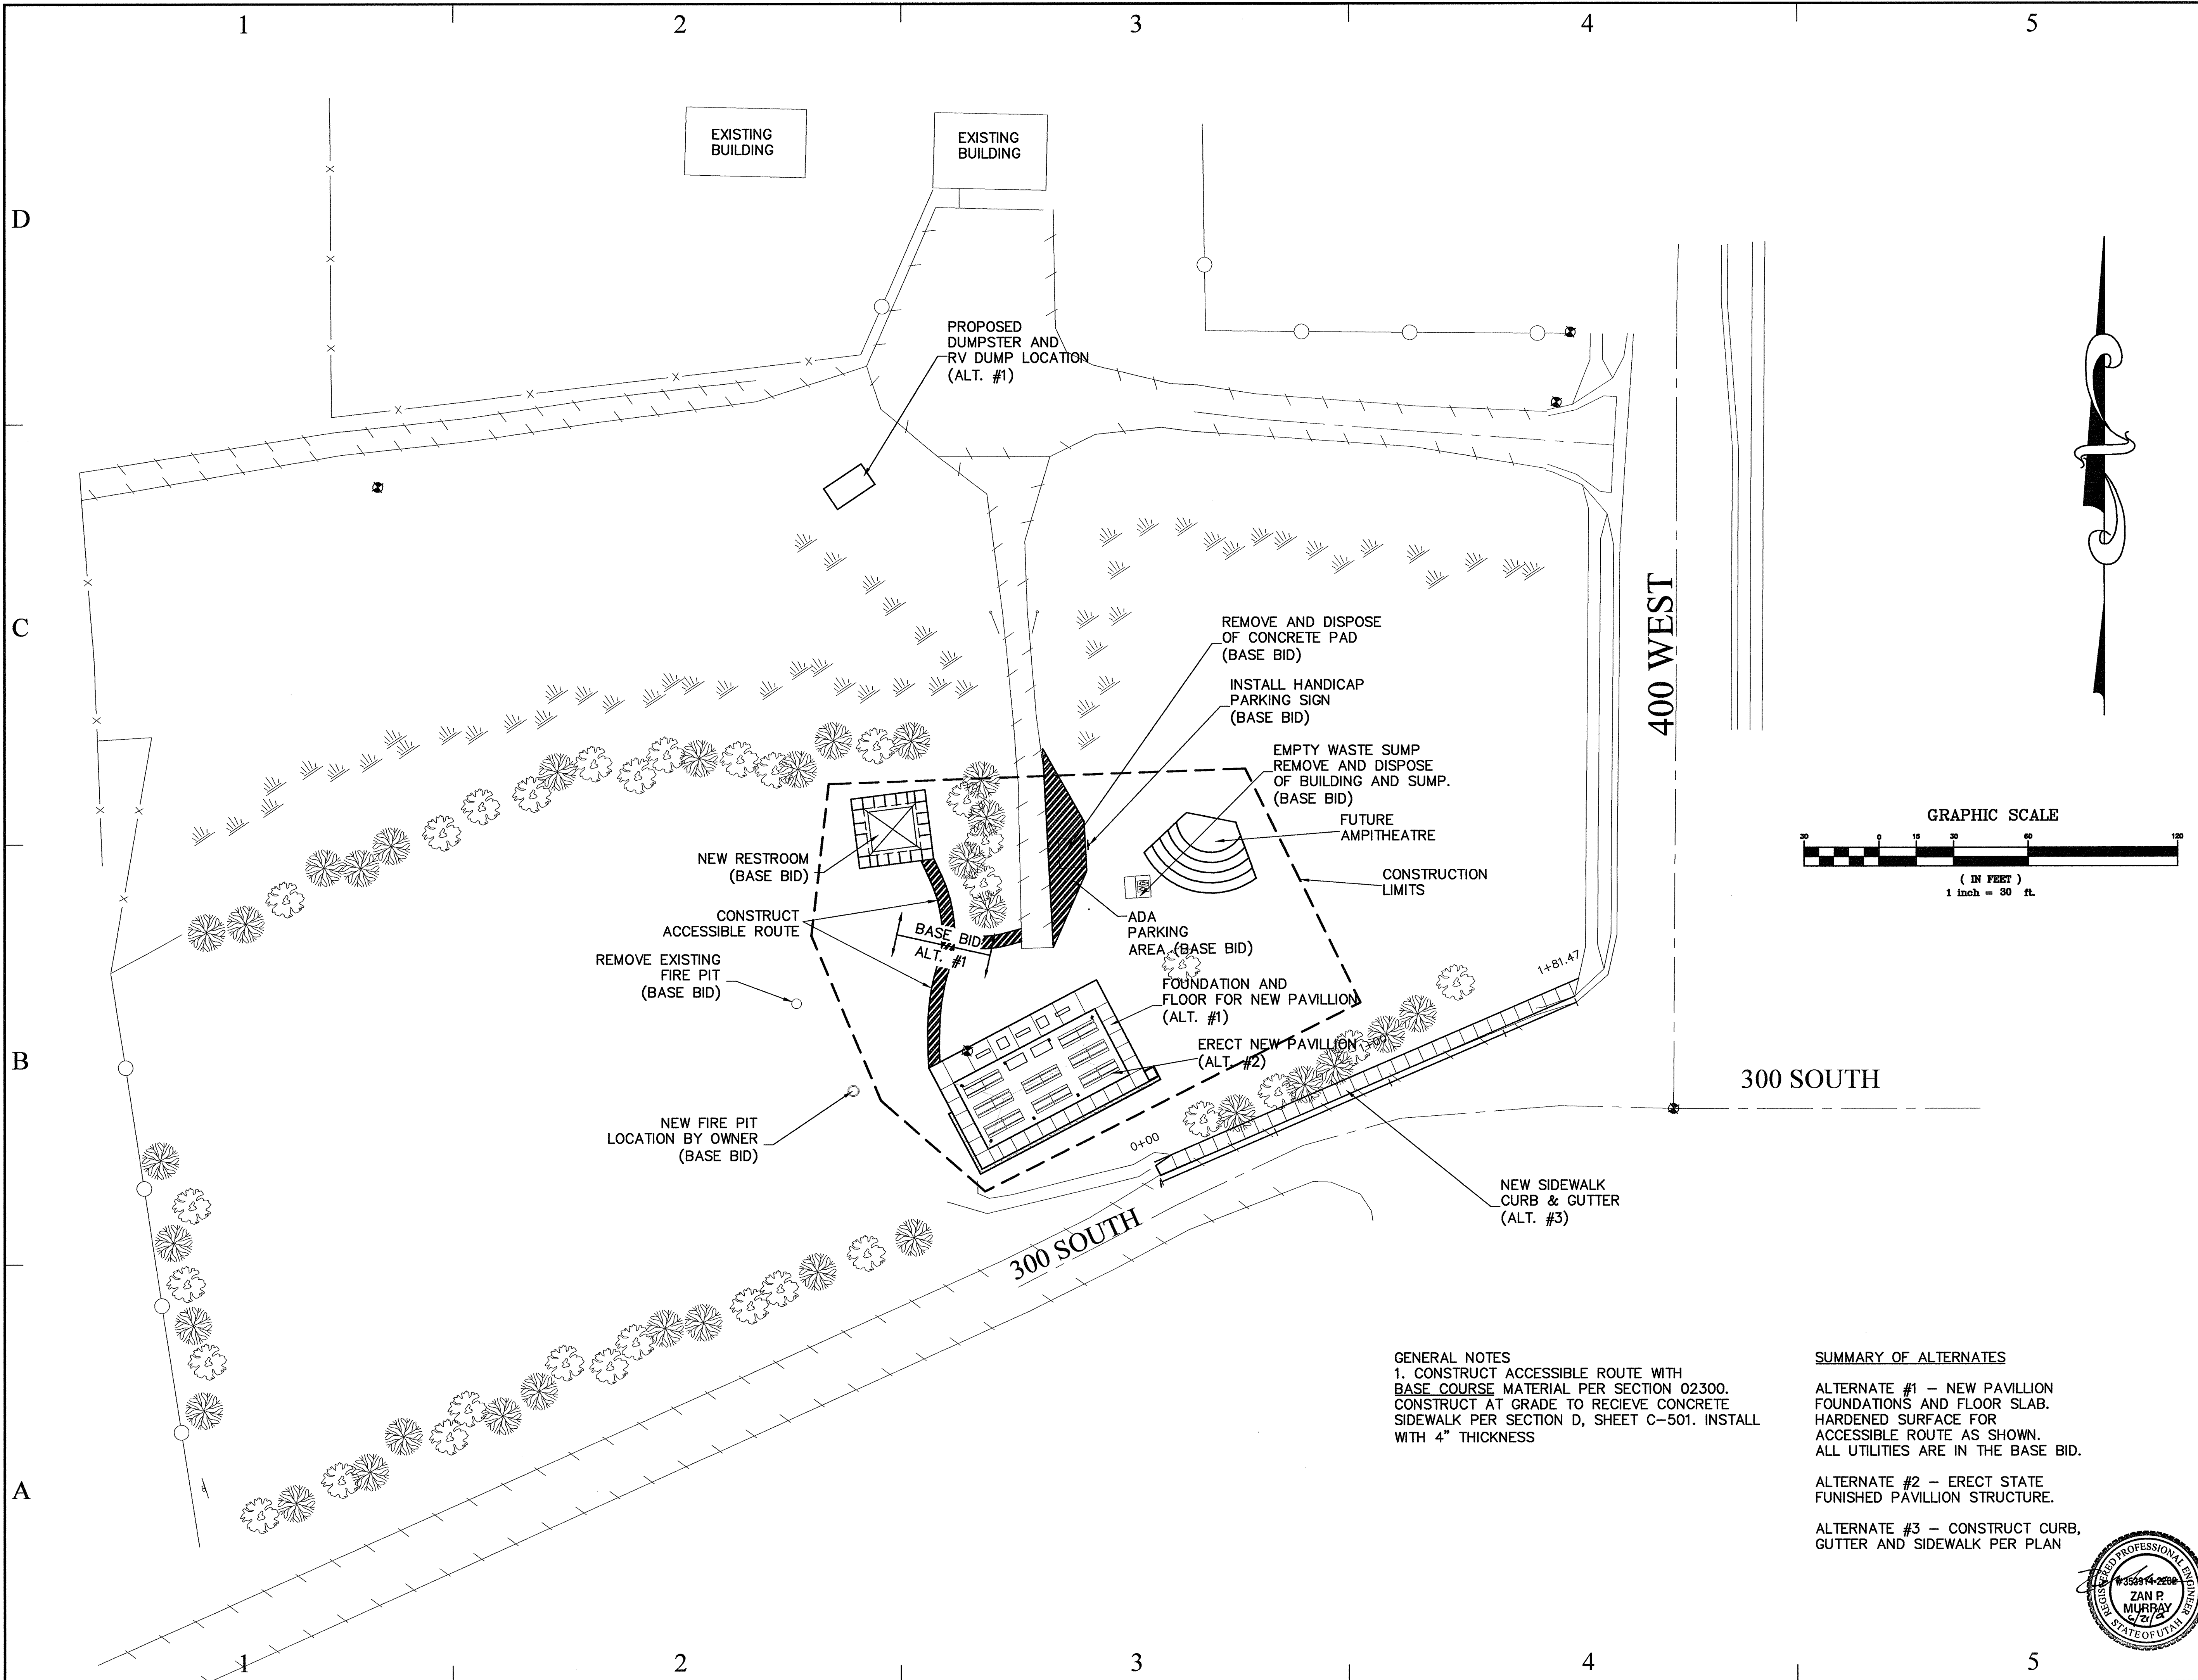 1 2 3 4 5
D
C
B
A
EXISTING
BUILDING
EXISTING
BUILDING
PROPOSED
DUMPSTER AND
RV DUMP LOCATION
(ALT. #1)
REMOVE AND DISPOSE
OF CONCRETE PAD
(BASE BID)
INSTALL HANDICAP
PARKING SIGN
(BASE BID)
EMPTY WASTE SUMP
REMOVE AND DISPOSE
OF BUILDING AND SUMP.
(BASE BID)
FUTURE
AMPITHEATRE
CONSTRUCTION
LIMITS
NEW RESTROOM
(BASE BID)
CONSTRUCT
ACCESSIBLE ROUTE
BASE BID
ALT. #1
REMOVE EXISTING
FIRE PIT
(BASE BID)
ADA
PARKING
AREA (BASE BID)
FOUNDATION AND
FLOOR FOR NEW PAVILLION
(ALT. #1)
ERECT NEW PAVILLION
(ALT. #2)
1+00
1+81.47
0+00
NEW FIRE PIT
LOCATION BY OWNER
(BASE BID)
NEW SIDEWALK
CURB & GUTTER
(ALT. #3)
400 WEST
300 SOUTH
300 SOUTH
GRAPHIC SCALE
30 0 15 30 60 120
( IN FEET )
1 inch = 30 ft.
GENERAL NOTES
1. CONSTRUCT ACCESSIBLE ROUTE WITH
BASE COURSE MATERIAL PER SECTION 02300.
CONSTRUCT AT GRADE TO RECIEVE CONCRETE
SIDEWALK PER SECTION D, SHEET C-501. INSTALL
WITH 4" THICKNESS
SUMMARY OF ALTERNATES
ALTERNATE #1 – NEW PAVILLION
FOUNDATIONS AND FLOOR SLAB.
HARDENED SURFACE FOR
ACCESSIBLE ROUTE AS SHOWN.
ALL UTILITIES ARE IN THE BASE BID.
ALTERNATE #2 – ERECT STATE
FUNISHED PAVILLION STRUCTURE.
ALTERNATE #3 – CONSTRUCT CURB,
GUTTER AND SIDEWALK PER PLAN
REGISTERED PROFESSIONAL ENGINEER
ZAN P.
MURRAY
STATE OF UTAH
1 2 3 4 5